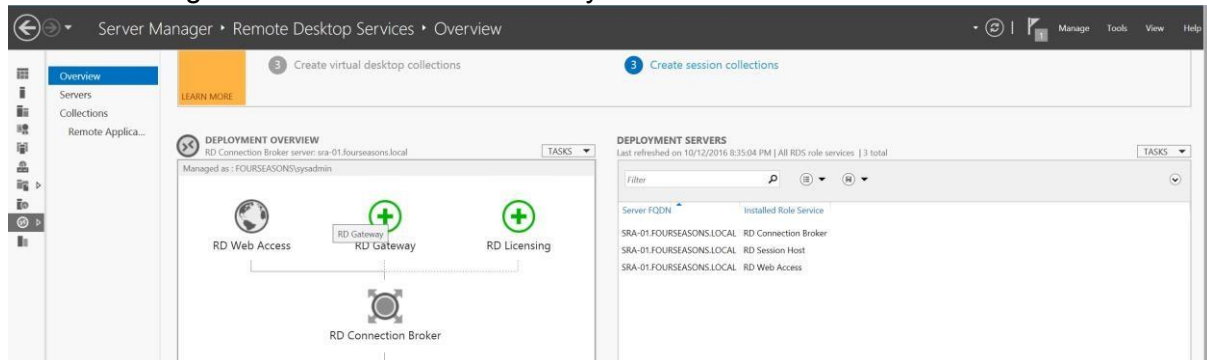 Server Manager • Remote Desktop Services • Overview
Manage Tools View Help
1
Overview
Servers
Collections
Remote Applica...
LEARN MORE
3 Create virtual desktop collections
3 Create session collections
DEPLOYMENT OVERVIEW
RD Connection Broker server: sra-01.fourseasons.local
TASKS
Managed as : FOURSEASONS\sysadmin
RD Web Access
RD Gateway
RD Gateway
RD Licensing
RD Connection Broker
DEPLOYMENT SERVERS
Last refreshed on 10/12/2016 8:35:04 PM | All RDS role services | 3 total
TASKS
Filter
Server FQDN Installed Role Service
SRA-01.FOURSEASONS.LOCAL RD Connection Broker
SRA-01.FOURSEASONS.LOCAL RD Session Host
SRA-01.FOURSEASONS.LOCAL RD Web Access